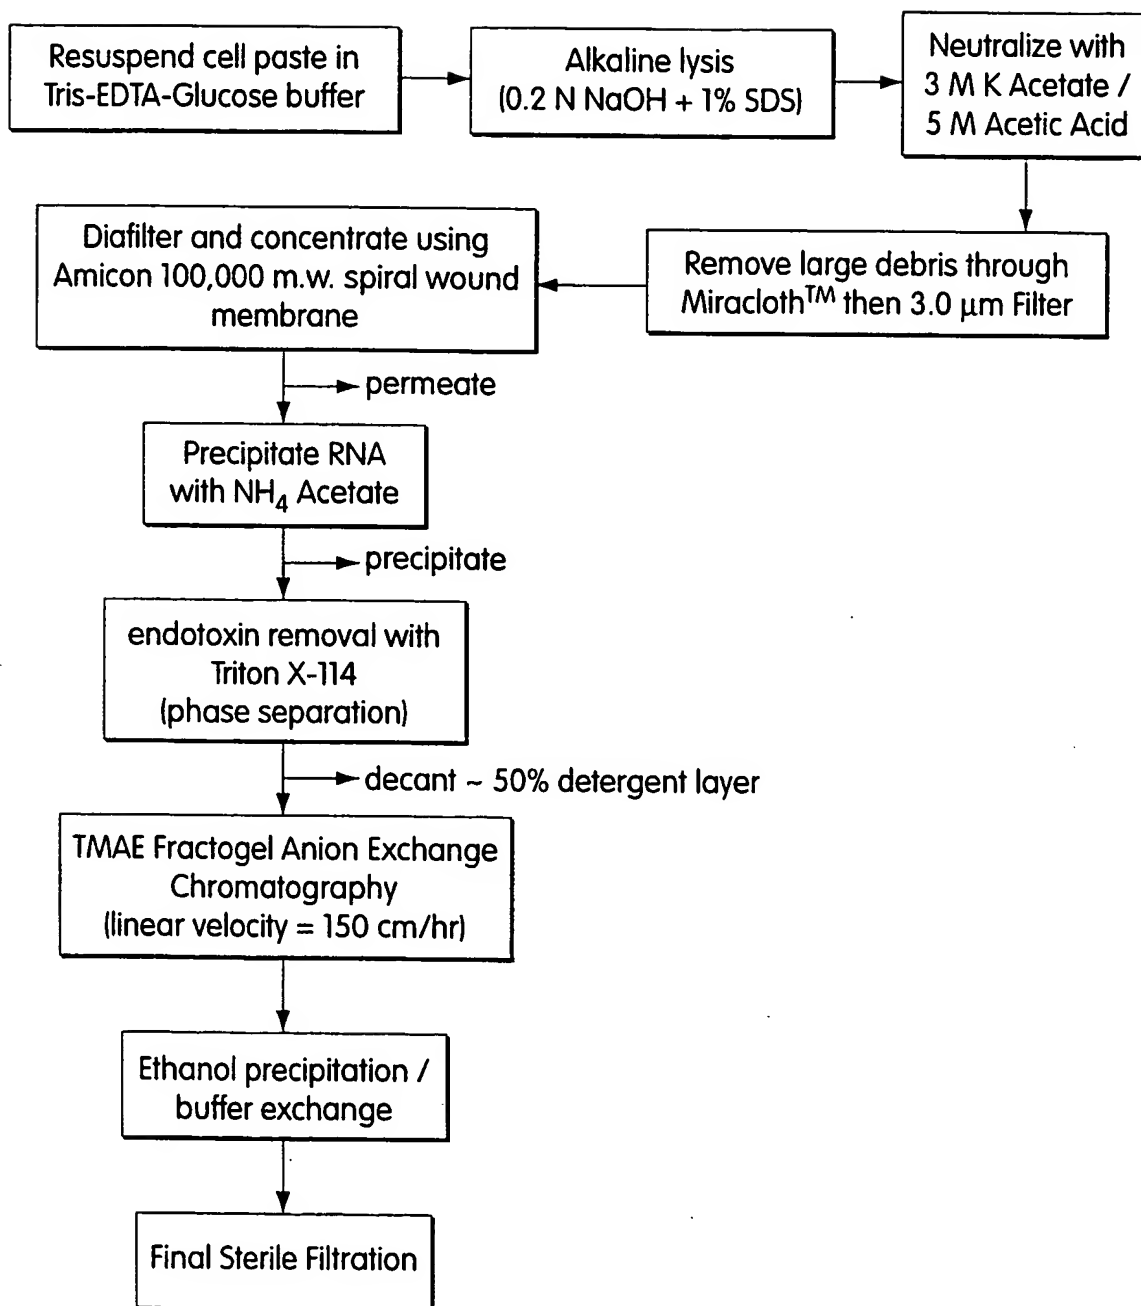 Resuspend cell paste in
Tris-EDTA-Glucose buffer
Alkaline lysis
(0.2 N NaOH + 1% SDS)
Neutralize with
3 M K Acetate /
5 M Acetic Acid
Remove large debris through
Miracloth™ then 3.0 μm Filter
Diafilter and concentrate using
Amicon 100,000 m.w. spiral wound
membrane
permeate
Precipitate RNA
with NH4 Acetate
precipitate
endotoxin removal with
Triton X-114
(phase separation)
decant ~ 50% detergent layer
TMAE Fractogel Anion Exchange
Chromatography
(linear velocity = 150 cm/hr)
Ethanol precipitation /
buffer exchange
Final Sterile Filtration